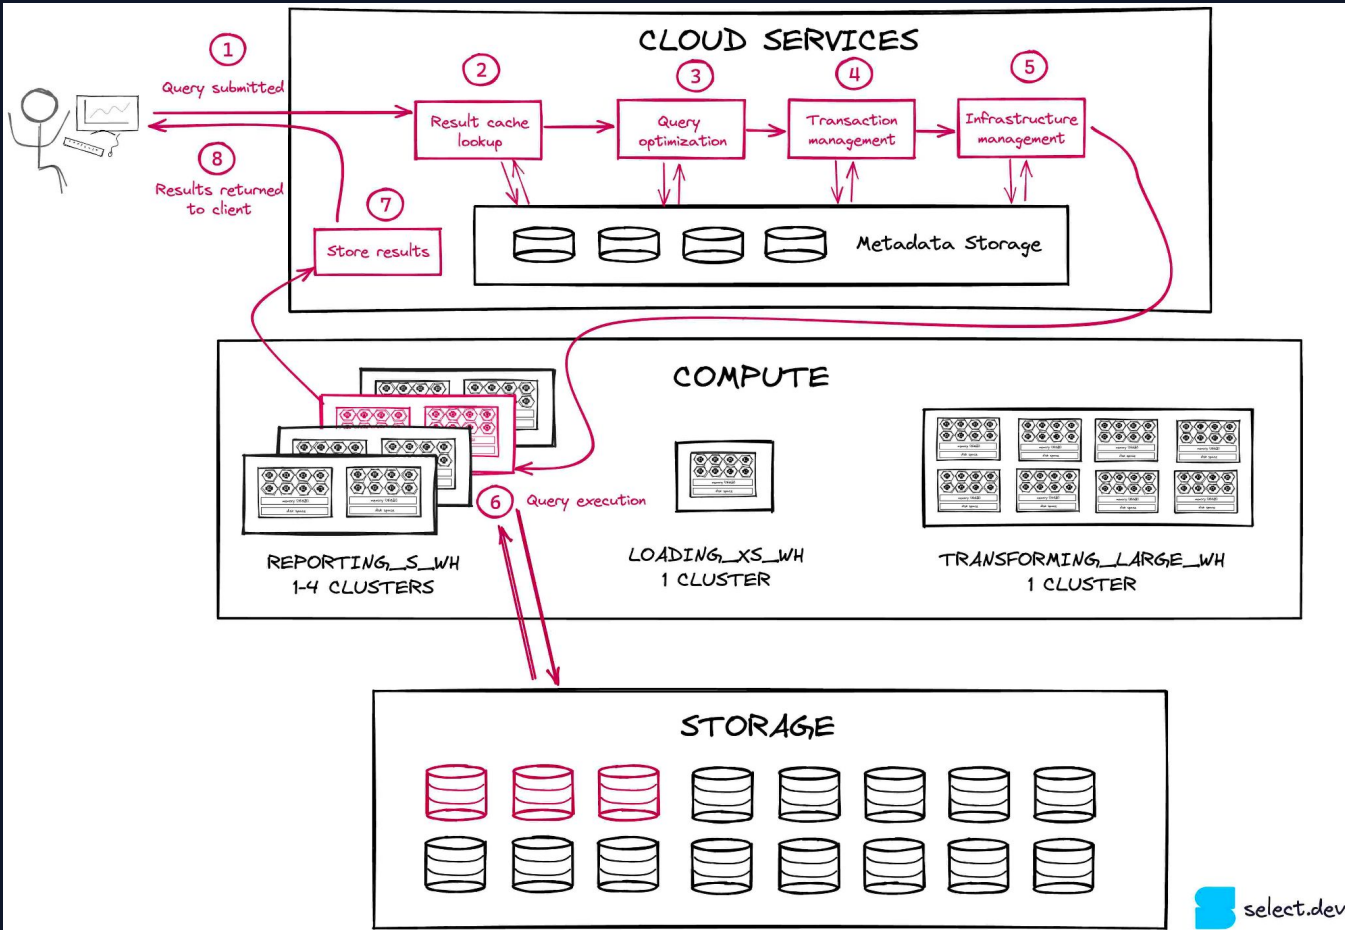 CLOUD SERVICES
1
Query submitted
2
Result cache
lookup
3
Query
optimization
4
Transaction
management
5
Infrastructure
management
8
Results returned
to client
7
Store results
Metadata Storage
COMPUTE
6
Query execution
REPORTING_S_WH
1-4 CLUSTERS
LOADING_XS_WH
1 CLUSTER
TRANSFORMING_LARGE_WH
1 CLUSTER
STORAGE
select.dev